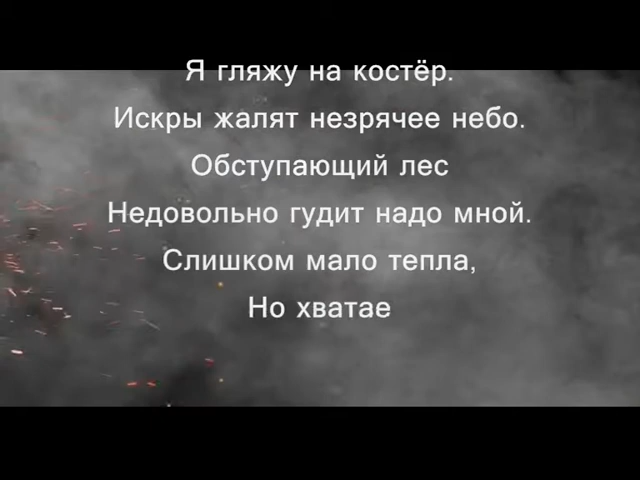 Я гляжу на костёр.
Искры жалят незрячее небо.
Обступающий лес
Недовольно гудит надо мной.
Слишком мало тепла,
Но хватае